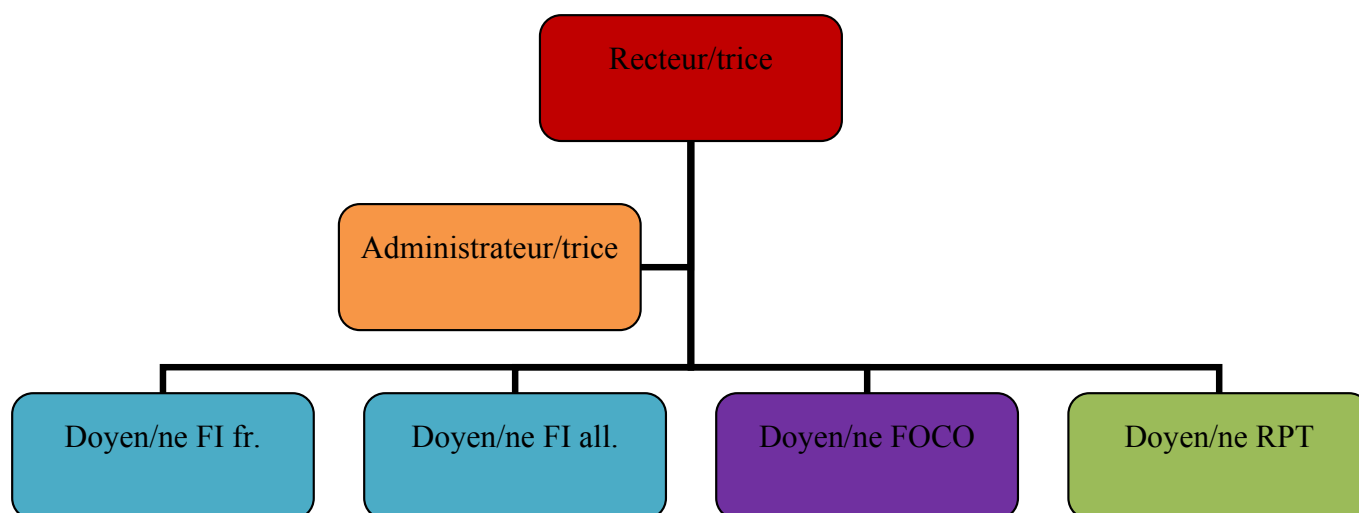 Recteur/trice
Administrateur/trice
Doyen/ne FI fr.
Doyen/ne FI all.
Doyen/ne FOCO
Doyen/ne RPT